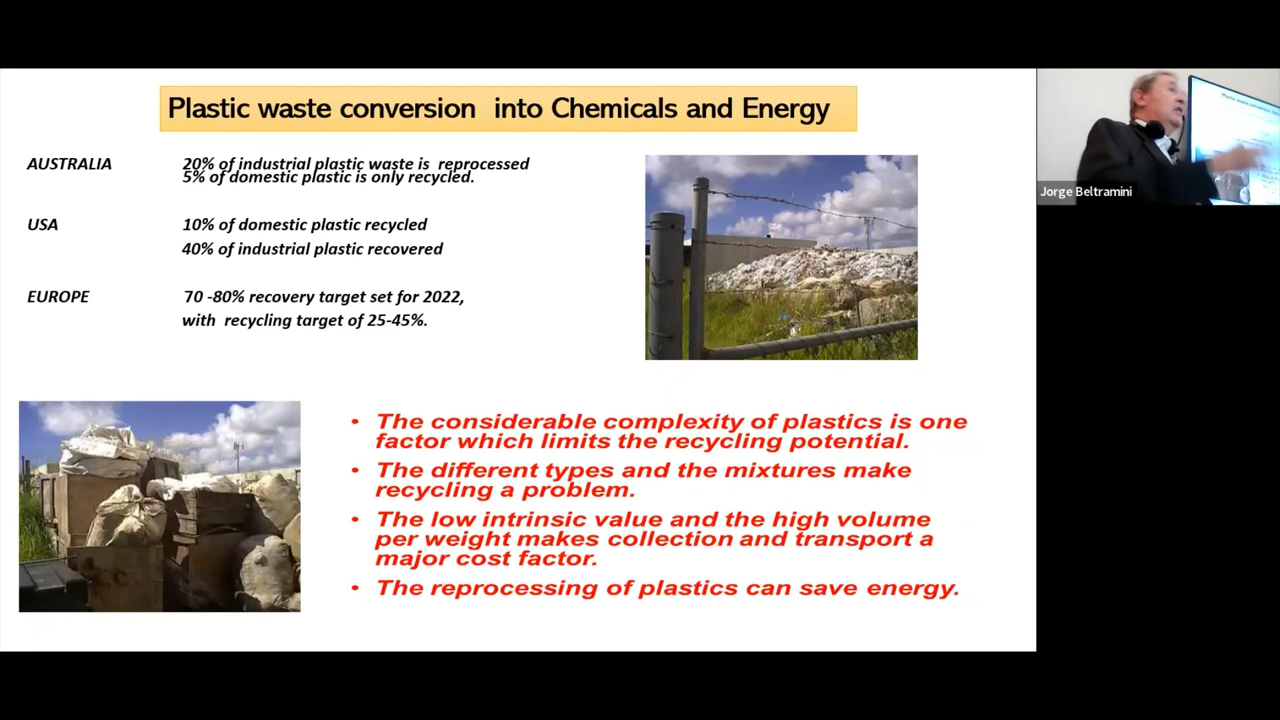 Plastic waste conversion into Chemicals and Energy
AUSTRALIA 20% of industrial plastic waste is reprocessed
5% of domestic plastic is only recycled.
USA 10% of domestic plastic recycled
40% of industrial plastic recovered
EUROPE 70 -80% recovery target set for 2022,
with recycling target of 25-45%.
• The considerable complexity of plastics is one
factor which limits the recycling potential.
• The different types and the mixtures make
recycling a problem.
• The low intrinsic value and the high volume
per weight makes collection and transport a
major cost factor.
• The reprocessing of plastics can save energy.
Jorge Beltramini